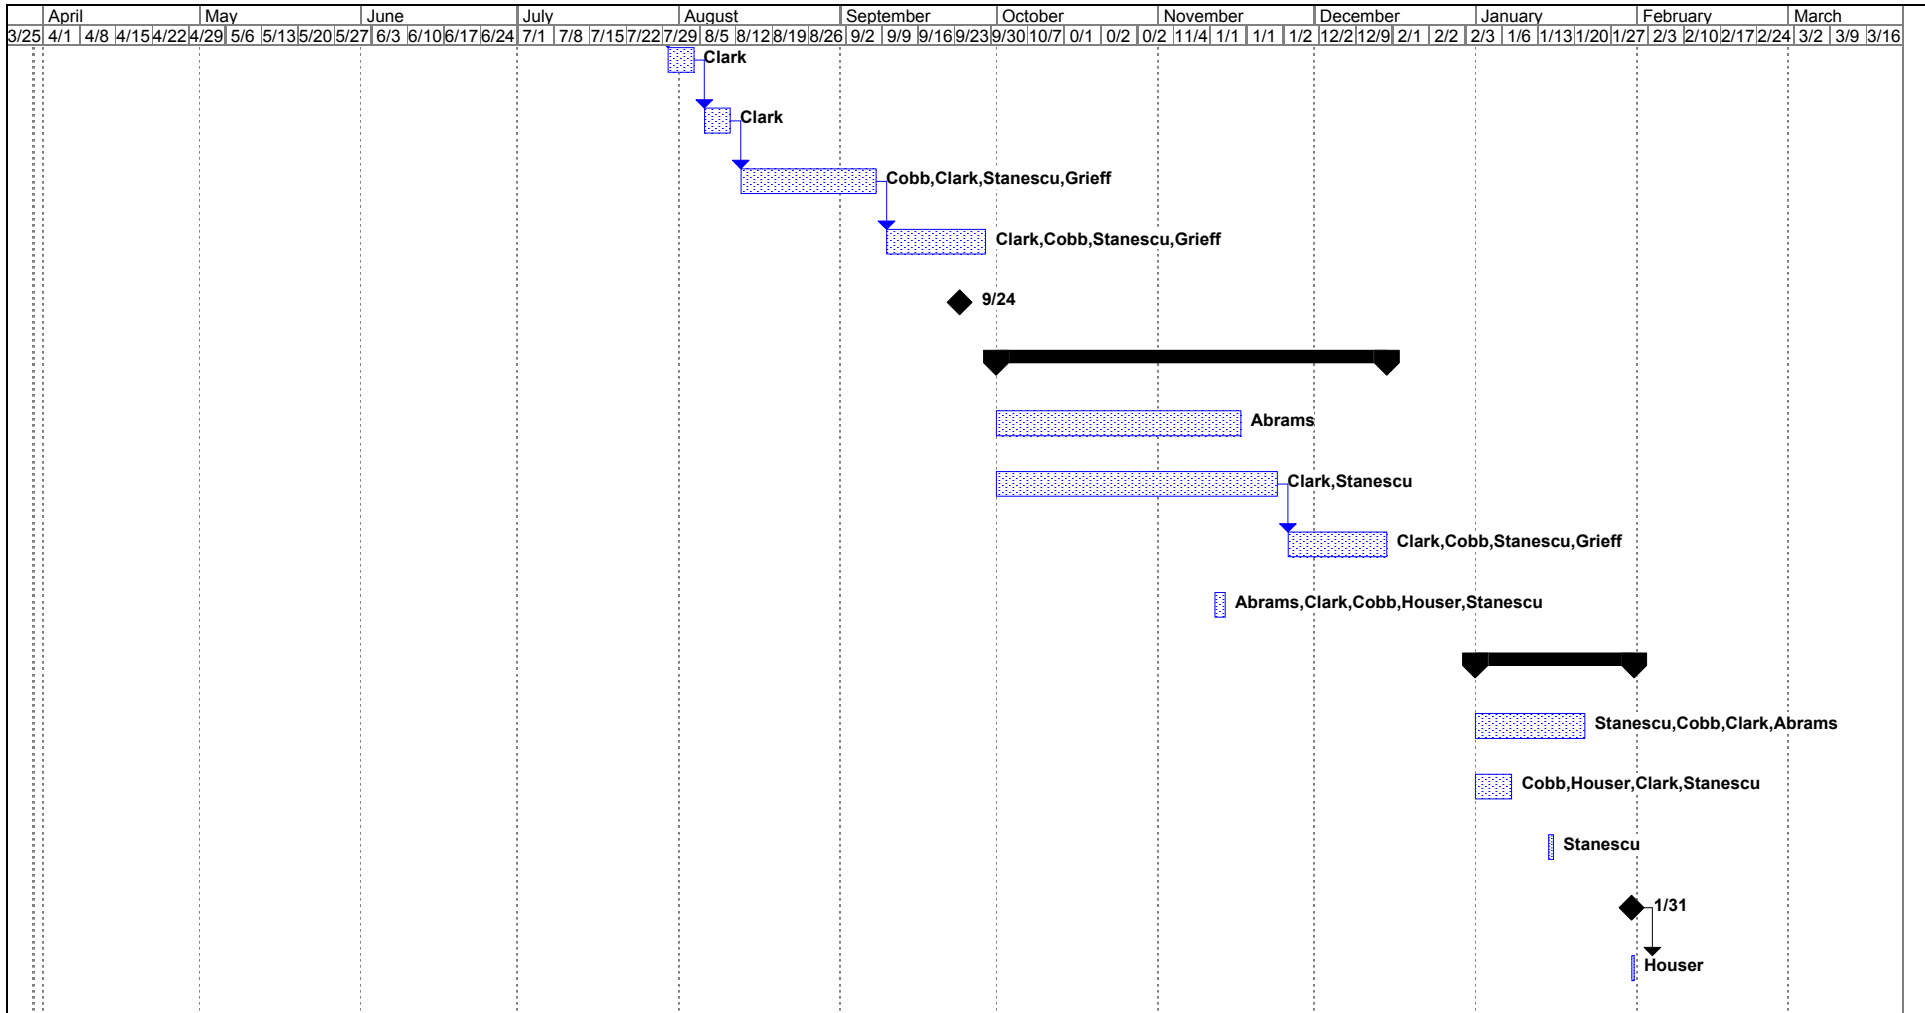 April May June July August September October November December January February March
3/25 4/1 4/8 4/15 4/22 4/29 5/6 5/13 5/20 5/27 6/3 6/10 6/17 6/24 7/1 7/8 7/15 7/22 7/29 8/5 8/12 8/19 8/26 9/2 9/9 9/16 9/23 9/30 10/7 0/1 0/2 0/2 11/4 1/1 1/1 1/2 12/2 12/9 2/1 2/2 2/3 1/6 1/13 1/20 1/27 2/3 2/10 2/17 2/24 3/2 3/9 3/16
Clark
Clark
Cobb,Clark,Stanescu,Grieff
Clark,Cobb,Stanescu,Grieff
9/24
Abrams
Clark,Stanescu
Clark,Cobb,Stanescu,Grieff
Abrams,Clark,Cobb,Houser,Stanescu
Stanescu,Cobb,Clark,Abrams
Cobb,Houser,Clark,Stanescu
Stanescu
1/31
Houser